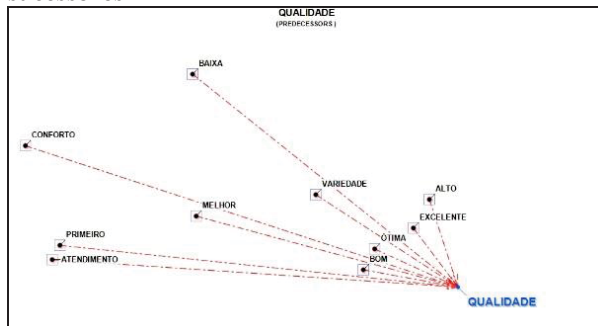 QUALIDADE
(PREDECESSORS )
BAIXA
CONFORTO
VARIEDADE
ALTO
MELHOR
EXCELENTE
PRIMEIRO
ÓTIMA
ATENDIMENTO
BOM
QUALIDADE